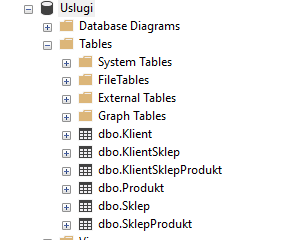 Uslugi
Database Diagrams
Tables
System Tables
FileTables
External Tables
Graph Tables
dbo.Klient
dbo.KlientSklep
dbo.KlientSklepProdukt
dbo.Produkt
dbo.Sklep
dbo.SklepProdukt